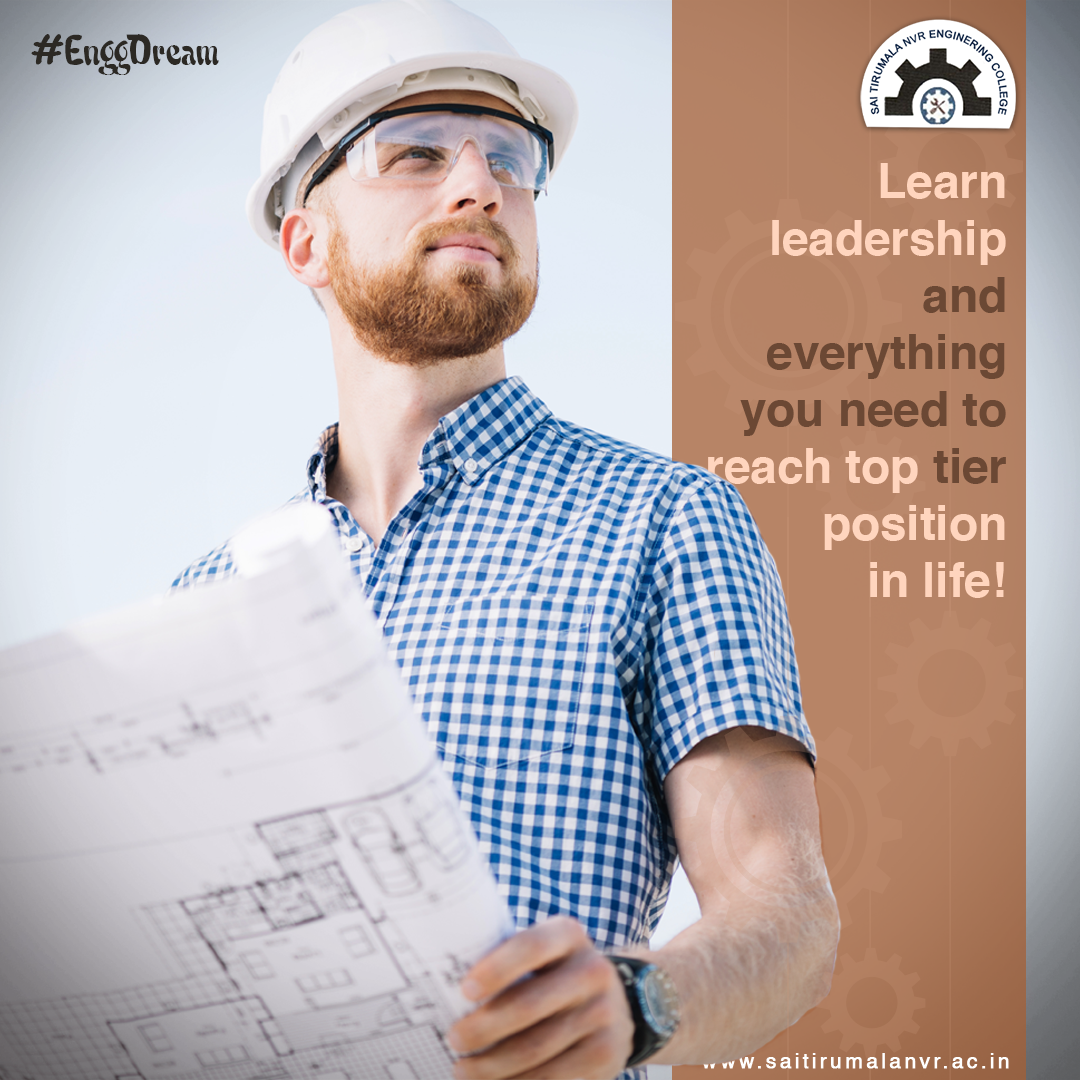 #EnggDream
SAI TIRUMALA NVR ENGINERING COLLEGE
Learn
leadership
and
everything
you need to
reach top tier
position
in life!
www.saitirumalanvr.ac.in